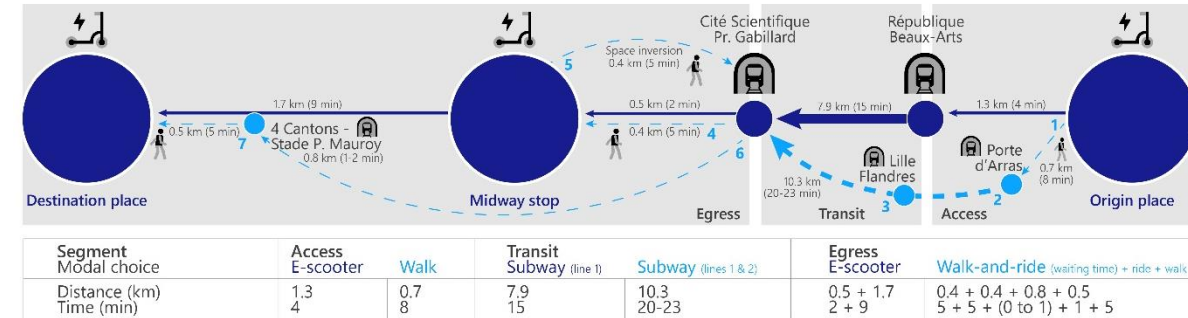 Cité Scientifique
Pr. Gabillard
République
Beaux-Arts
Space inversion
0.4 km (5 min)
5
1.7 km (9 min)
0.5 km (2 min)
7.9 km (15 min)
1.3 km (4 min)
0.5 km (5 min)
7
4 Cantons -
Stade P. Mauroy
0.8 km (1-2 min)
0.4 km (5 min)
4
6
1
Lille
Flandres
Porte
d'Arras
0.7 km
(8 min)
10.3 km
(20-23 min)
3
2
Destination place
Midway stop
Origin place
Egress
Transit
Access
Segment Access Transit Egress
Modal choice E-scooter Walk Subway (line 1) Subway (lines 1 & 2) E-scooter Walk-and-ride (waiting time) + ride + walk
Distance (km) 1.3 0.7 7.9 10.3 0.5 + 1.7 0.4 + 0.4 + 0.8 + 0.5
Time (min) 4 8 15 20-23 2 + 9 5 + 5 + (0 to 1) + 1 + 5